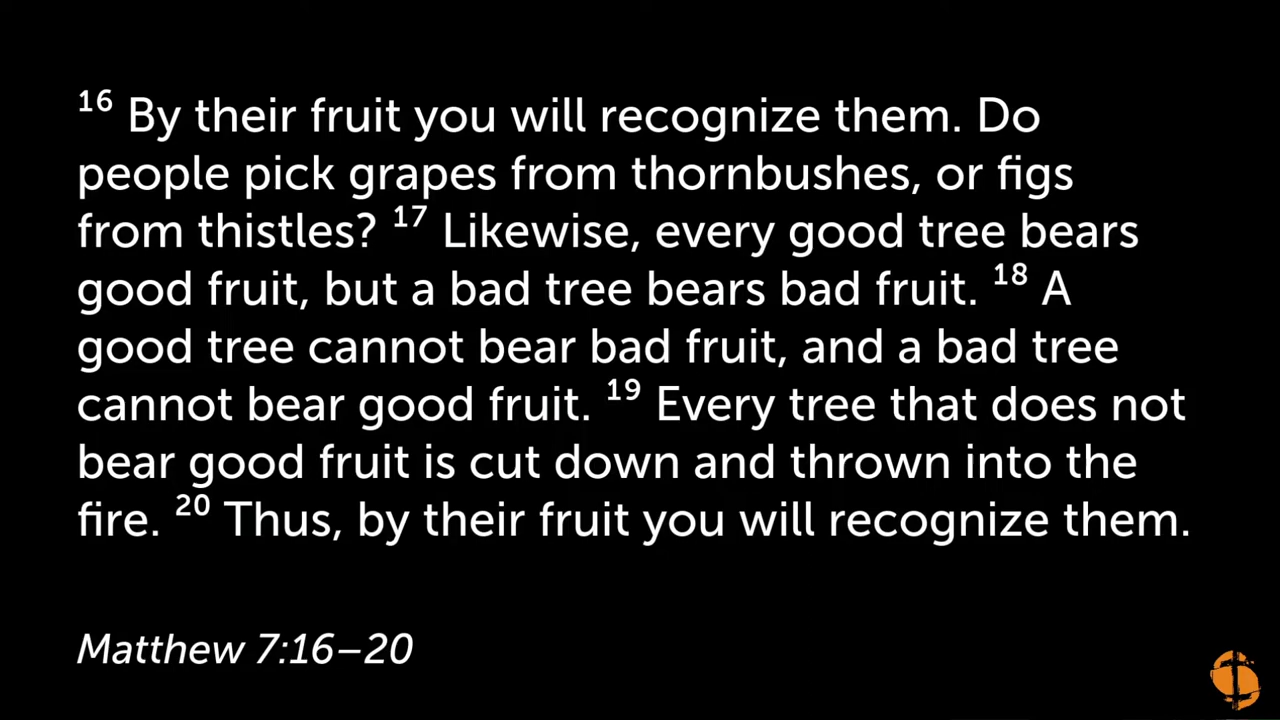 16 By their fruit you will recognize them. Do
people pick grapes from thornbushes, or figs
from thistles? 17 Likewise, every good tree bears
good fruit, but a bad tree bears bad fruit. 18 A
good tree cannot bear bad fruit, and a bad tree
cannot bear good fruit. 19 Every tree that does not
bear good fruit is cut down and thrown into the
fire. 20 Thus, by their fruit you will recognize them.
Matthew 7:16–20